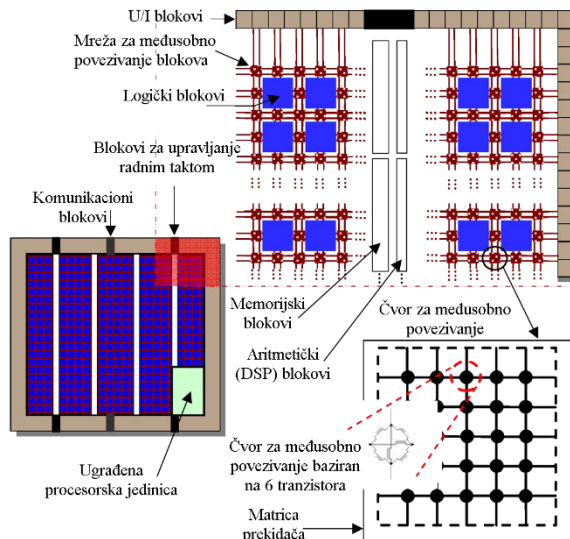 U/I blokovi
Mreža za međusobno
povezivanje blokova
Logički blokovi
Blokovi za upravljanje
radnim taktom
Komunikacioni
blokovi
Memorijski
blokovi
Aritmetički
(DSP) blokovi
Čvor za međusobno
povezivanje
Ugrađena
procesorska jedinica
Čvor za međusobno
povezivanje baziran
na 6 tranzistora
Matrica
prekidača